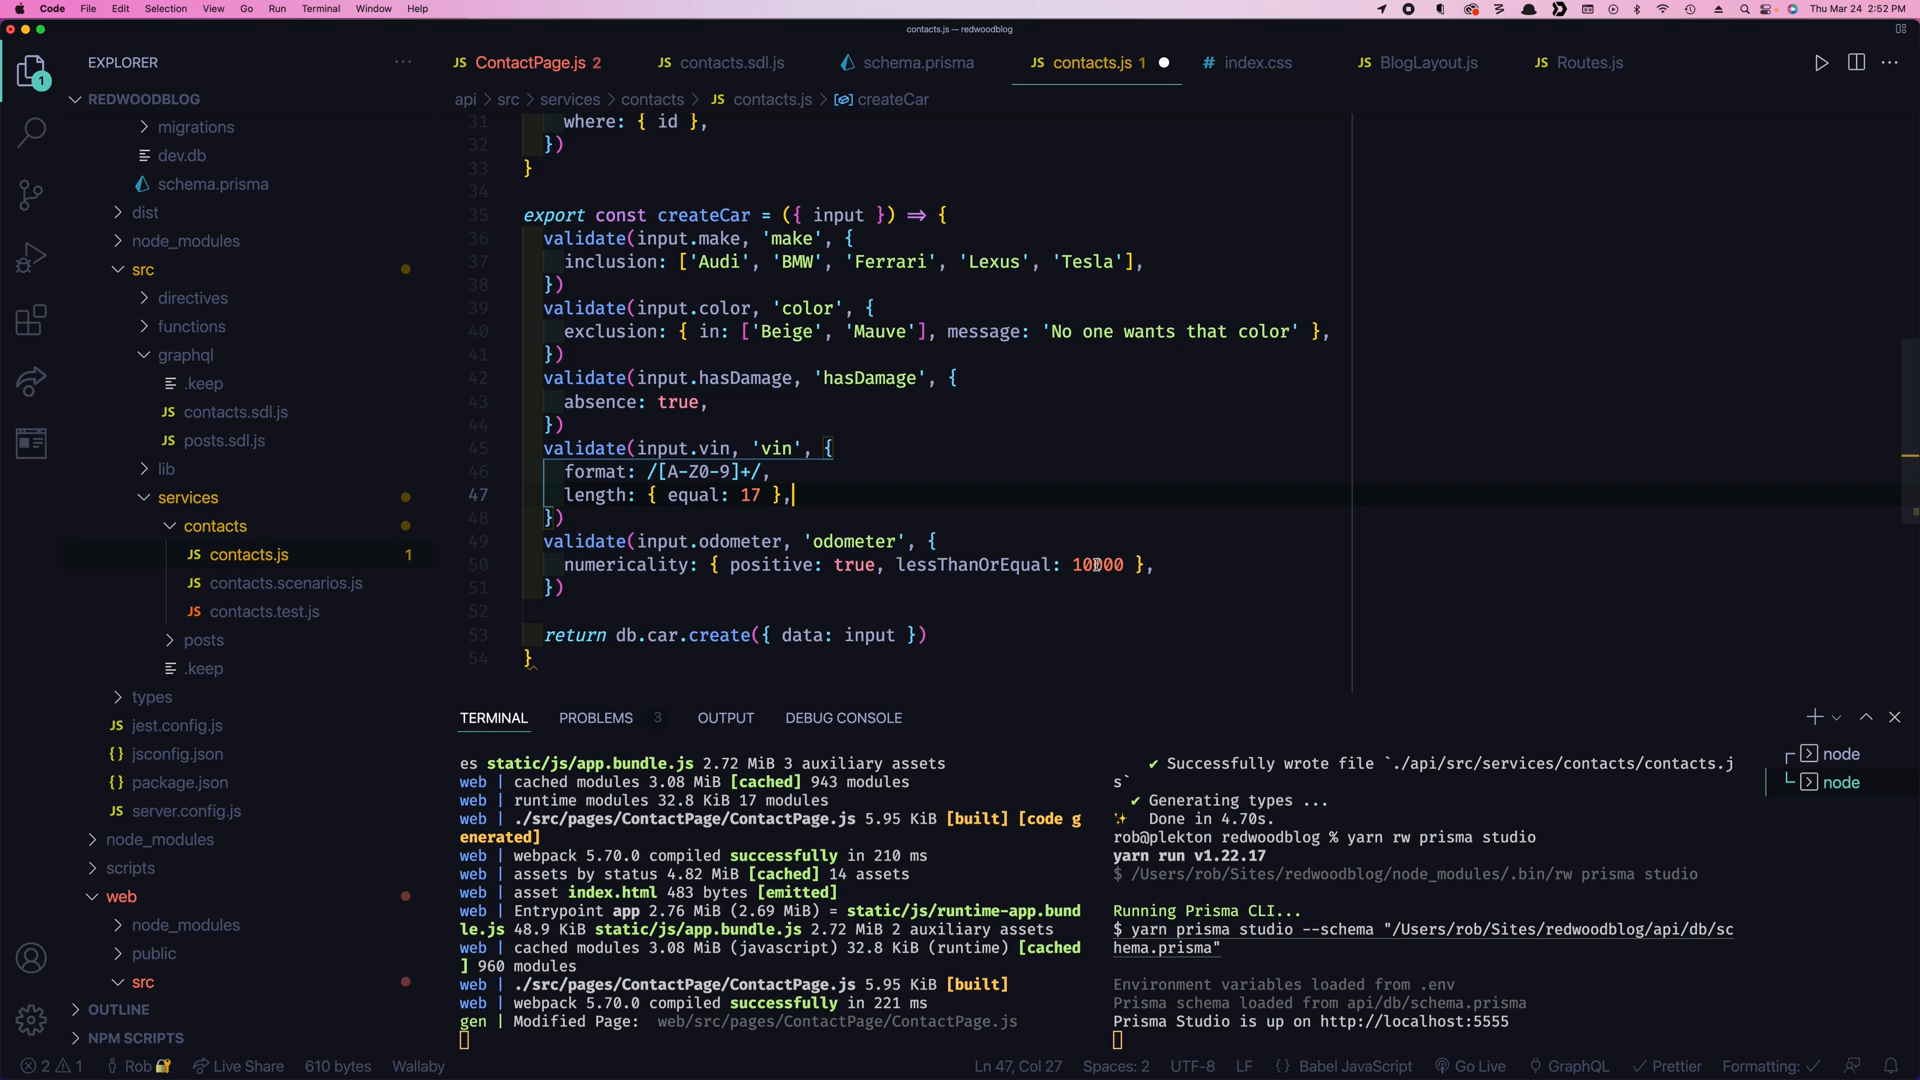 Code File Edit Selection View Go Run Terminal Window Help Thu Mar 24 2:52 PM
contacts.js — redwoodblog
EXPLORER
1
ContactPage.js 2
contacts.sdl.js
schema.prisma
contacts.js 1
index.css
BlogLayout.js
Routes.js
api > src > services > contacts > JS contacts.js > createCar
REDWOODBLOG
migrations
dev.db
schema.prisma
dist
node_modules
src
directives
functions
graphql
.keep
JS contacts.sdl.js
JS posts.sdl.js
lib
services
contacts
JS contacts.js 1
JS contacts.scenarios.js
JS contacts.test.js
posts
.keep
types
JS jest.config.js
{} jsconfig.json
{} package.json
JS server.config.js
node_modules
scripts
web
node_modules
public
src
OUTLINE
NPM SCRIPTS
31 where: { id },
32 })
33 }
34
35 export const createCar = ({ input }) => {
36 validate(input.make, 'make', {
37 inclusion: ['Audi', 'BMW', 'Ferrari', 'Lexus', 'Tesla'],
38 })
39 validate(input.color, 'color', {
40 exclusion: { in: ['Beige', 'Mauve'], message: 'No one wants that color' },
41 })
42 validate(input.hasDamage, 'hasDamage', {
43 absence: true,
44 })
45 validate(input.vin, 'vin', {
46 format: /[A-Z0-9]+/,
47 length: { equal: 17 },
48 })
49 validate(input.odometer, 'odometer', {
50 numericality: { positive: true, lessThanOrEqual: 10000 },
51 })
52
53 return db.car.create({ data: input })
54 }
TERMINAL PROBLEMS 3 OUTPUT DEBUG CONSOLE
es static/js/app.bundle.js 2.72 MiB 3 auxiliary assets
web | cached modules 3.08 MiB [cached] 943 modules
web | runtime modules 32.8 KiB 17 modules
web | ./src/pages/ContactPage/ContactPage.js 5.95 KiB [built] [code g
enerated]
web | webpack 5.70.0 compiled successfully in 210 ms
web | assets by status 4.82 MiB [cached] 14 assets
web | asset index.html 483 bytes [emitted]
web | Entrypoint app 2.76 MiB (2.69 MiB) = static/js/runtime-app.bund
le.js 48.9 KiB static/js/app.bundle.js 2.72 MiB 2 auxiliary assets
web | cached modules 3.08 MiB (javascript) 32.8 KiB (runtime) [cached
] 960 modules
web | ./src/pages/ContactPage/ContactPage.js 5.95 KiB [built]
web | webpack 5.70.0 compiled successfully in 221 ms
gen | Modified Page: web/src/pages/ContactPage/ContactPage.js
✔ Successfully wrote file `./api/src/services/contacts/contacts.j
s`
✔ Generating types ...
✨ Done in 4.70s.
rob@plekton redwoodblog % yarn rw prisma studio
yarn run v1.22.17
$ /Users/rob/Sites/redwoodblog/node_modules/.bin/rw prisma studio
Running Prisma CLI...
$ yarn prisma studio --schema "/Users/rob/Sites/redwoodblog/api/db/sc
hema.prisma"
Environment variables loaded from .env
Prisma schema loaded from api/db/schema.prisma
Prisma Studio is up on http://localhost:5555
node
node
2 1 Rob Live Share 610 bytes Wallaby Ln 47, Col 27 Spaces: 2 UTF-8 LF {} Babel JavaScript Go Live GraphQL Prettier Formatting: